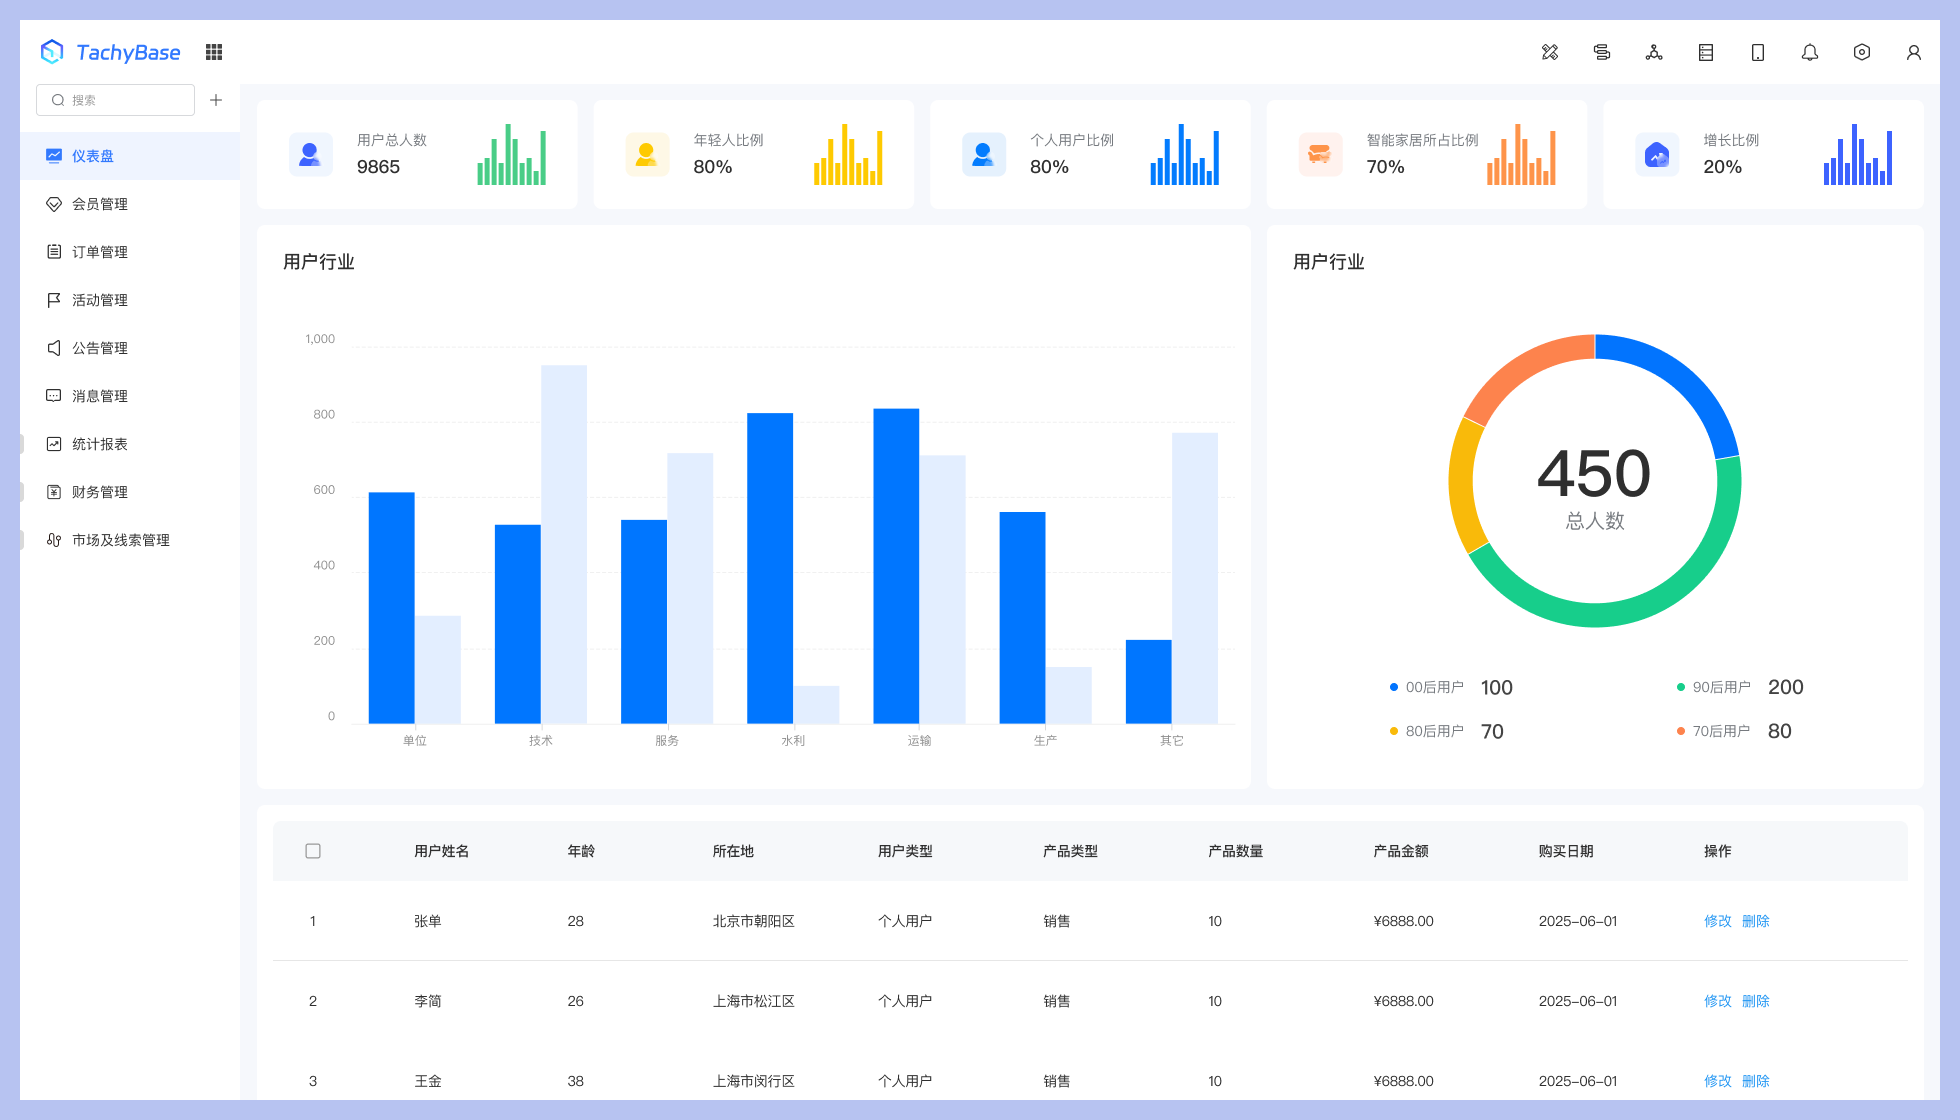 TachyBase
搜索
仪表盘
会员管理
订单管理
活动管理
公告管理
消息管理
统计报表
财务管理
市场及线索管理
用户总人数
9865
年轻人比例
80%
个人用户比例
80%
智能家居所占比例
70%
增长比例
20%
用户行业
1,000
800
600
400
200
0
单位 技术 服务 水利 运输 生产 其它
用户行业
450
总人数
00后用户 100
90后用户 200
80后用户 70
70后用户 80
用户姓名 年龄 所在地 用户类型 产品类型 产品数量 产品金额 购买日期 操作
1 张单 28 北京市朝阳区 个人用户 销售 10 ¥6888.00 2025-06-01 修改 删除
2 李简 26 上海市松江区 个人用户 销售 10 ¥6888.00 2025-06-01 修改 删除
3 王金 38 上海市闵行区 个人用户 销售 10 ¥6888.00 2025-06-01 修改 删除